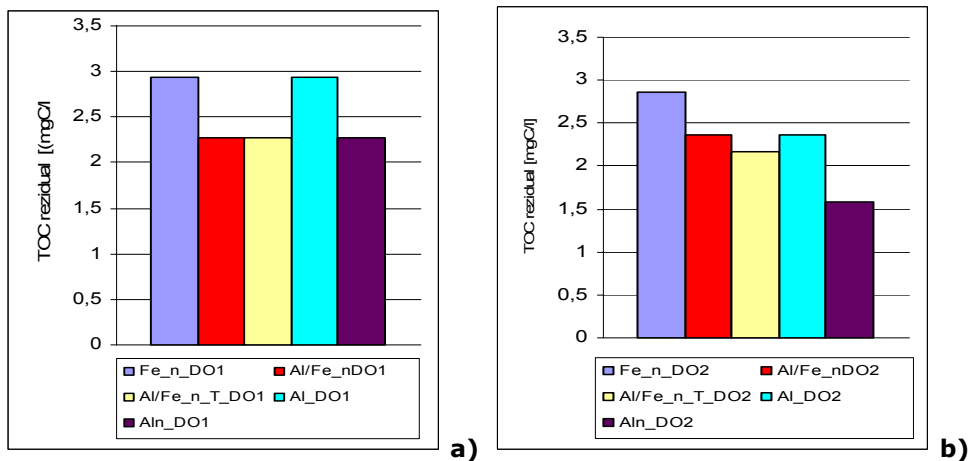 3,5
3
2,5
2
1,5
1
0,5
0
TOC rezidual [(mgC/l
Fe_n_DO1
Al/Fe_nDO1
Al/Fe_n_T_DO1
Al_DO1
Aln_DO1
a)
3,5
3
2,5
2
1,5
1
0,5
0
TOC rezidual [mgC/l]
Fe_n_DO2
Al/Fe_nDO2
Al/Fe_n_T_DO2
Al_DO2
Aln_DO2
b)